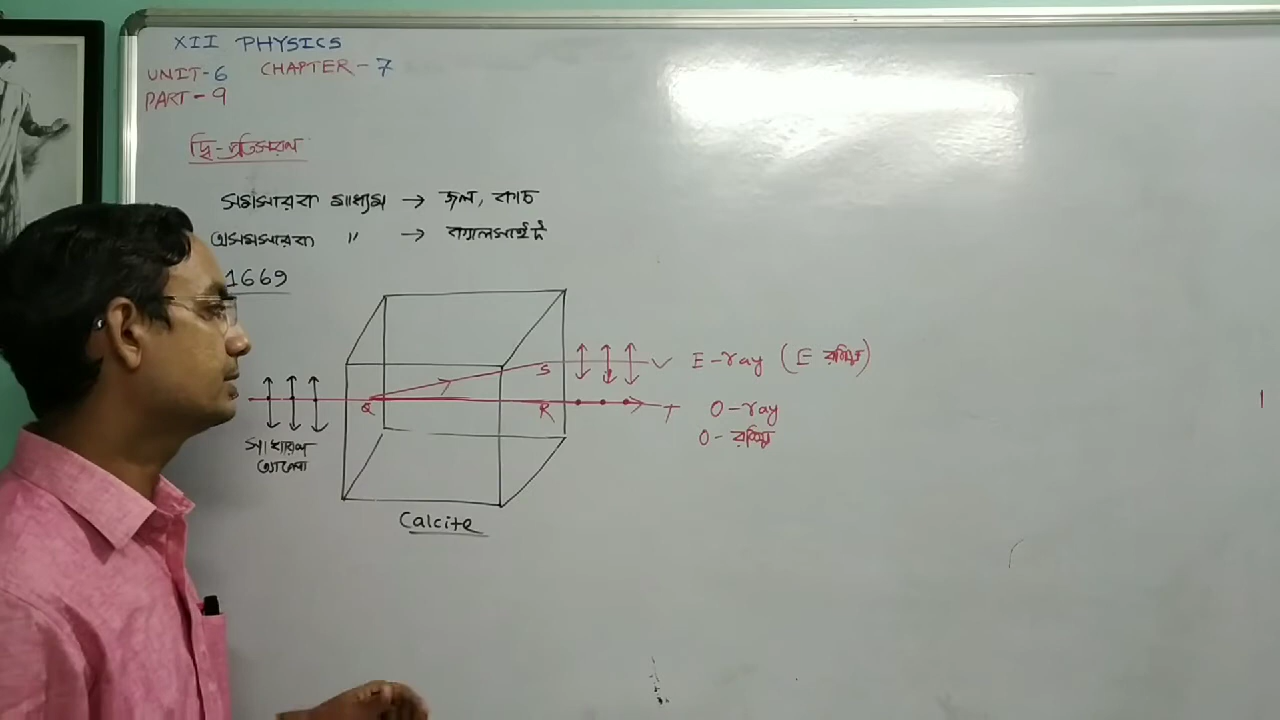 XII PHYSICS
UNIT-6 CHAPTER-7
PART-9
দ্বি-প্রতিসরণ
সমসারক মাধ্যম → জল, কাচ
অসমসারক " → ক্যালসাইট
1669
S
V E-ray (E রশ্মি)
Q
R
T O-ray
O-রশ্মি
সাধারণ
আলো
Calcite